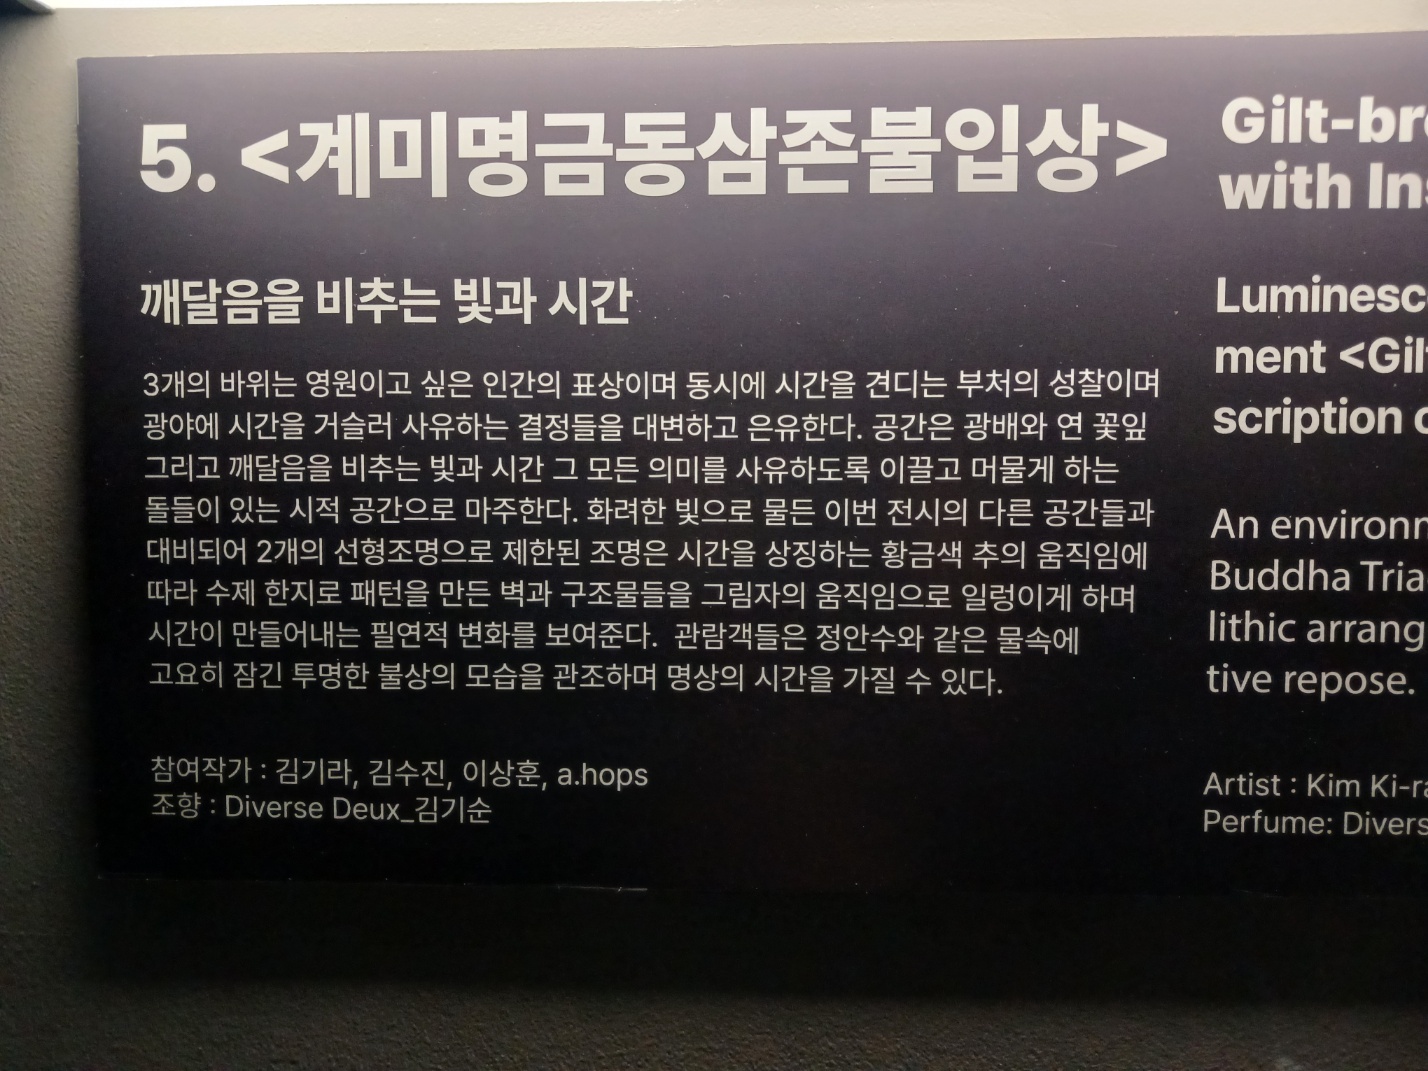 5. <계미명금동삼존불입상>
깨달음을 비추는 빛과 시간
3개의 바위는 영원이고 싶은 인간의 표상이며 동시에 시간을 견디는 부처의 성찰이며
광야에 시간을 거슬러 사유하는 결정들을 대변하고 은유한다. 공간은 광배와 연 꽃잎
그리고 깨달음을 비추는 빛과 시간 그 모든 의미를 사유하도록 이끌고 머물게 하는
돌들이 있는 시적 공간으로 마주한다. 화려한 빛으로 물든 이번 전시의 다른 공간들과
대비되어 2개의 선형조명으로 제한된 조명은 시간을 상징하는 황금색 추의 움직임에
따라 수제 한지로 패턴을 만든 벽과 구조물들을 그림자의 움직임으로 일렁이게 하며
시간이 만들어내는 필연적 변화를 보여준다. 관람객들은 정안수와 같은 물속에
고요히 잠긴 투명한 불상의 모습을 관조하며 명상의 시간을 가질 수 있다.
참여작가 : 김기라, 김수진, 이상훈, a.hops
조향 : Diverse Deux_김기순
Gilt-br
with In
Luminesc
ment <Gil
scription
An environ
Buddha Tria
lithic arrang
tive repose.
Artist : Kim Ki-ra
Perfume: Divers